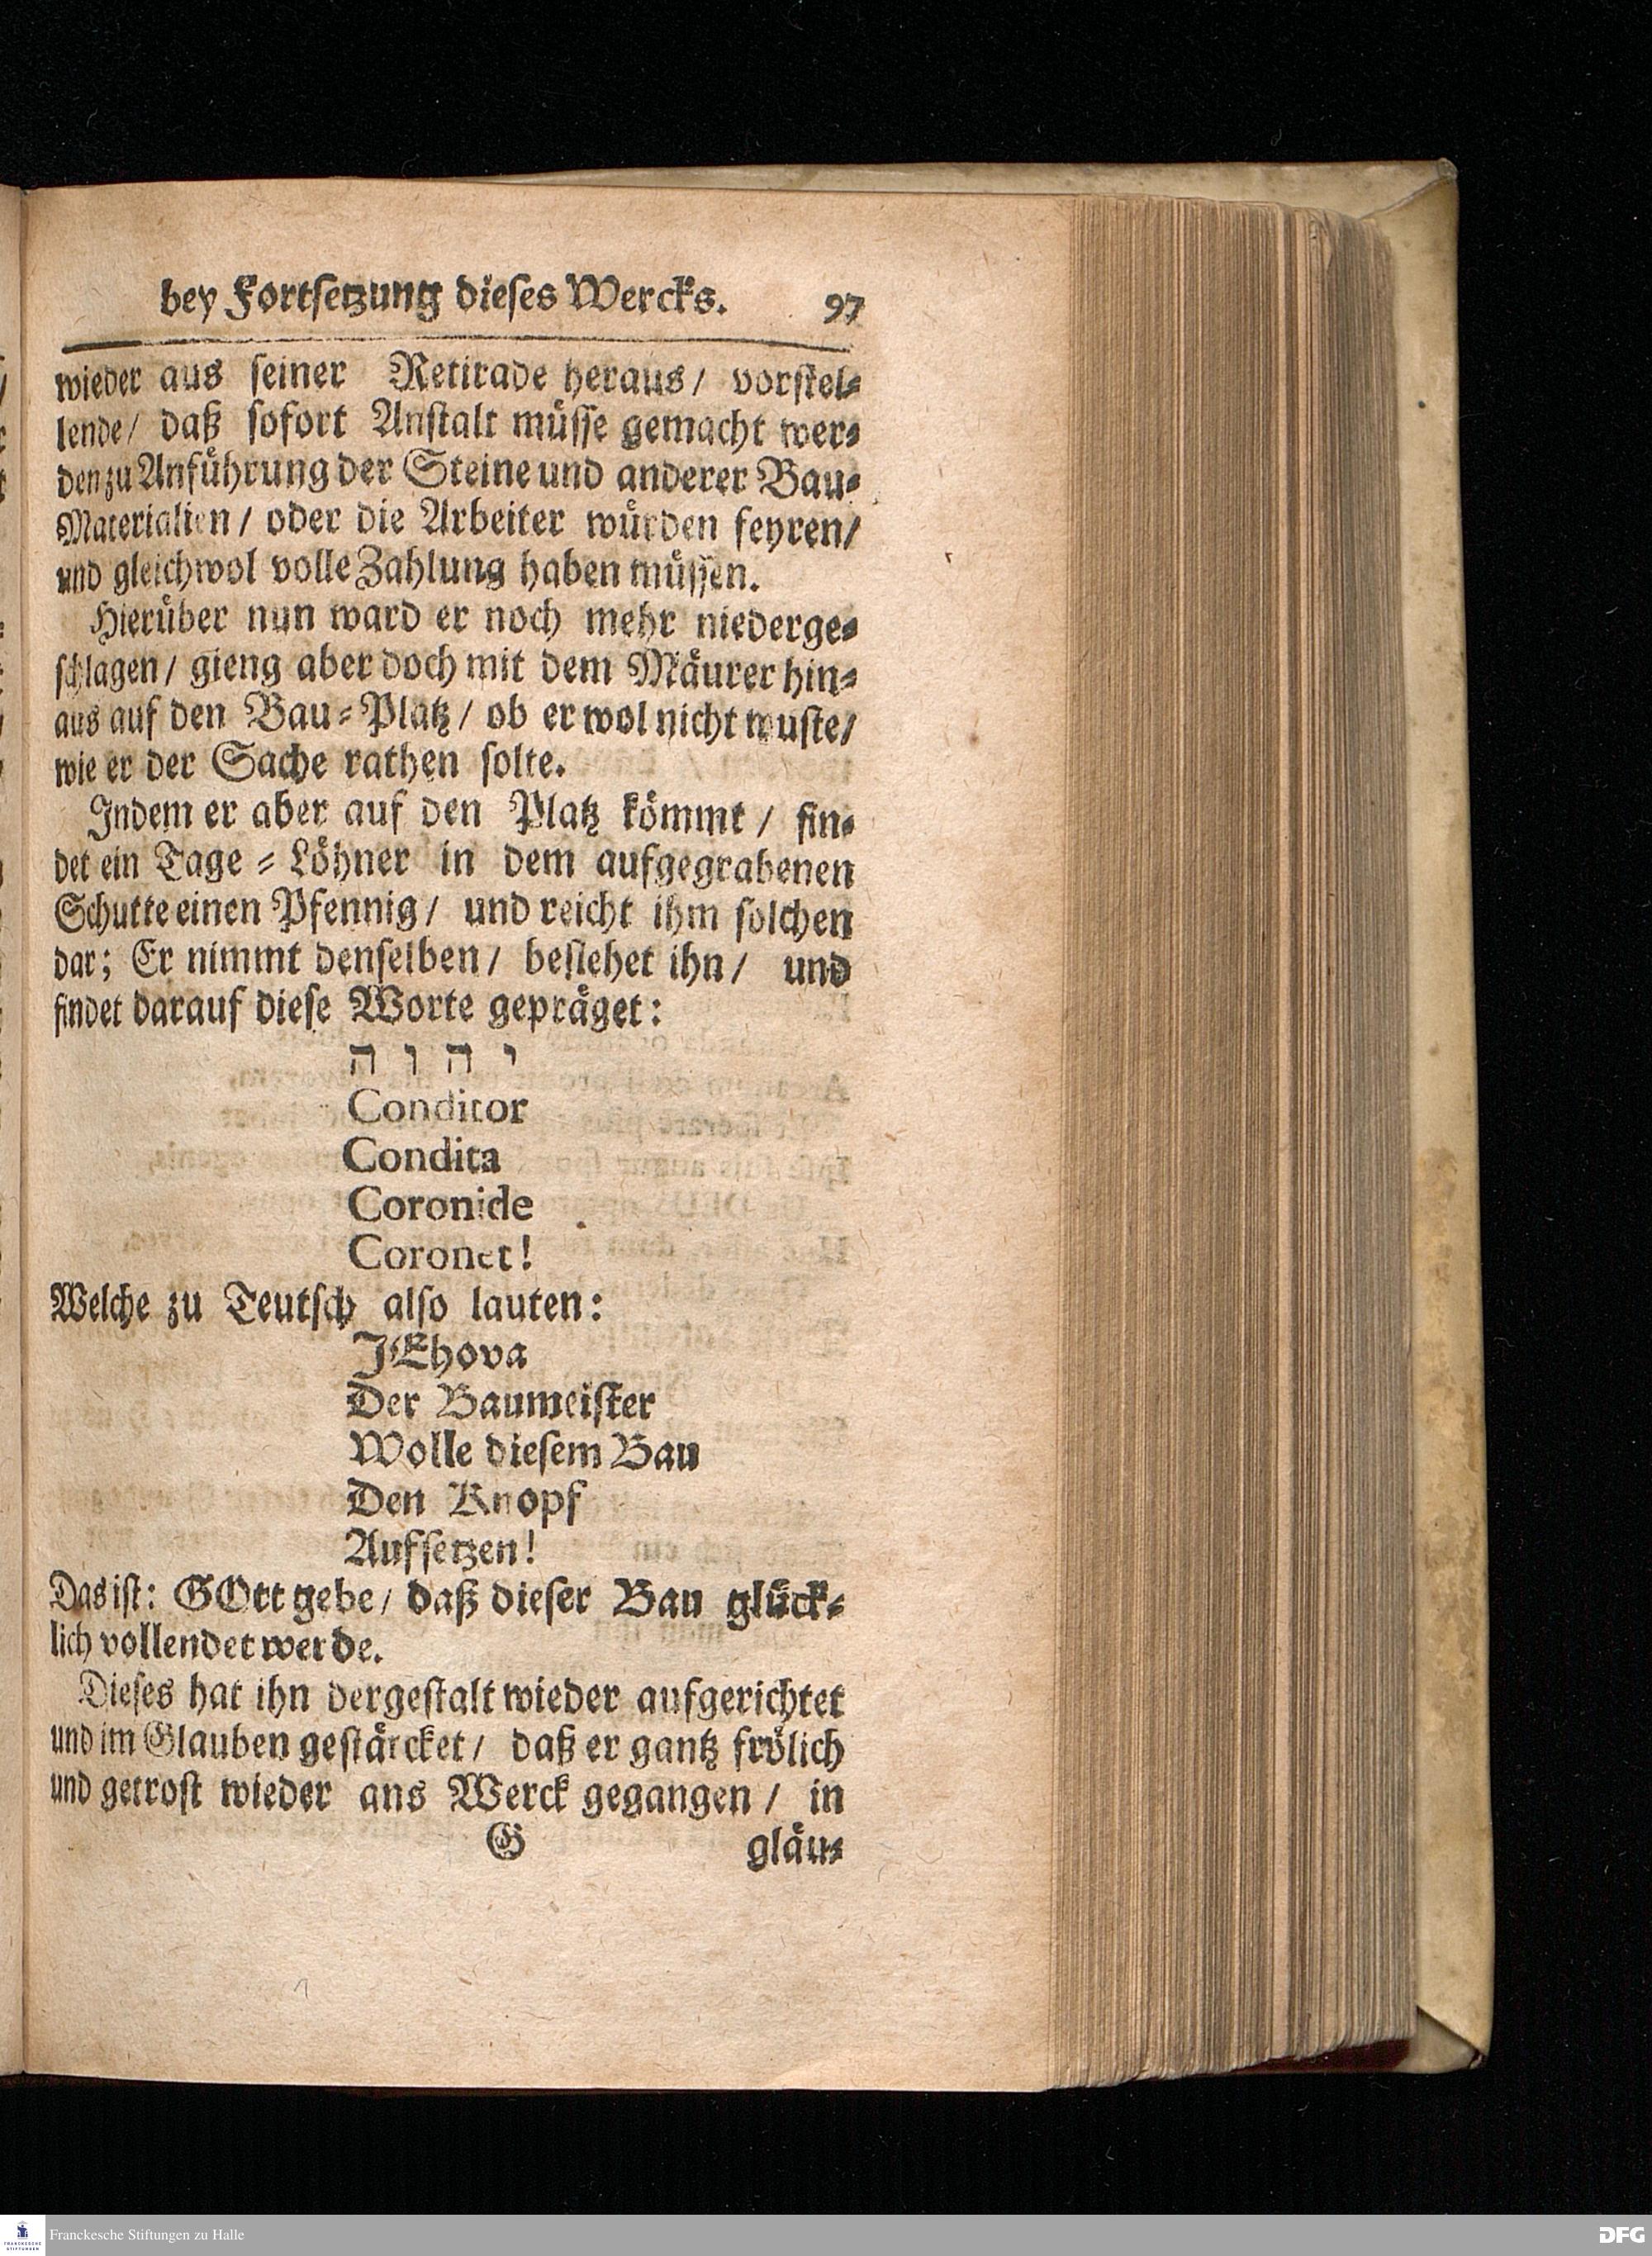 bey Fortsetzung dieses Wercks. 97
wieder aus seiner Retirade heraus/ vorstel-
lende/ daß sofort Anstalt müsse gemacht wer-
den zu Anführung der Steine und anderer Bau-
Materialien/ oder die Arbeiter würden feyren/
und gleichwol volle Zahlung haben müssen.
Hierüber nun ward er noch mehr niederge-
schlagen/ gieng aber doch mit dem Mäurer hin-
aus auf den Bau-Platz/ ob er wol nicht wuste/
wie er der Sache rathen solte.
Indem er aber auf den Platz kömmt/ fin-
det ein Tage-Löhner in dem aufgegrabenen
Schutte einen Pfennig/ und reicht ihm solchen
dar; Er nimmt denselben/ besiehet ihn/ und
findet darauf diese Worte gepräget:
יהוה
Conditor
Condita
Coronide
Coronet!
Welche zu Teutsch also lauten:
JEhova
Der Baumeister
Wolle diesem Bau
Den Knopf
Aufsetzen!
Das ist: GOtt gebe/ daß dieser Bau glück-
lich vollendet werde.
Dieses hat ihn dergestalt wieder aufgerichtet
und im Glauben gestärcket/ daß er gantz frölich
und getrost wieder ans Werck gegangen/ in
G gläu-
Franckesche Stiftungen zu Halle
DFG